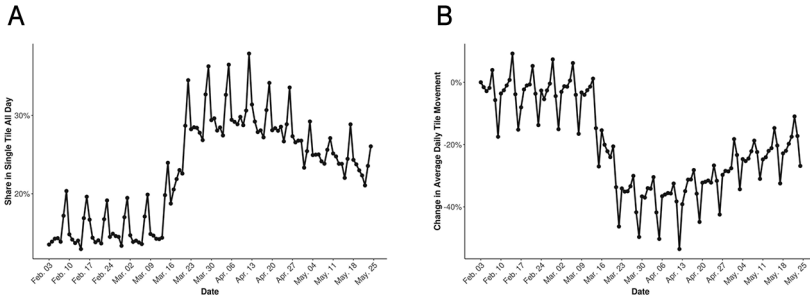 A
B
Share in Single Tile All Day
30%
20%
Feb. 03
Feb. 10
Feb. 17
Feb. 24
Mar. 02
Mar. 09
Mar. 16
Mar. 23
Mar. 30
Apr. 06
Apr. 13
Apr. 20
Apr. 27
May. 04
May. 11
May. 18
May. 25
Date
Change in Average Daily Tile Movement
0%
-20%
-40%
Feb. 03
Feb. 10
Feb. 17
Feb. 24
Mar. 02
Mar. 09
Mar. 16
Mar. 23
Mar. 30
Apr. 06
Apr. 13
Apr. 20
Apr. 27
May. 04
May. 11
May. 18
May. 25
Date